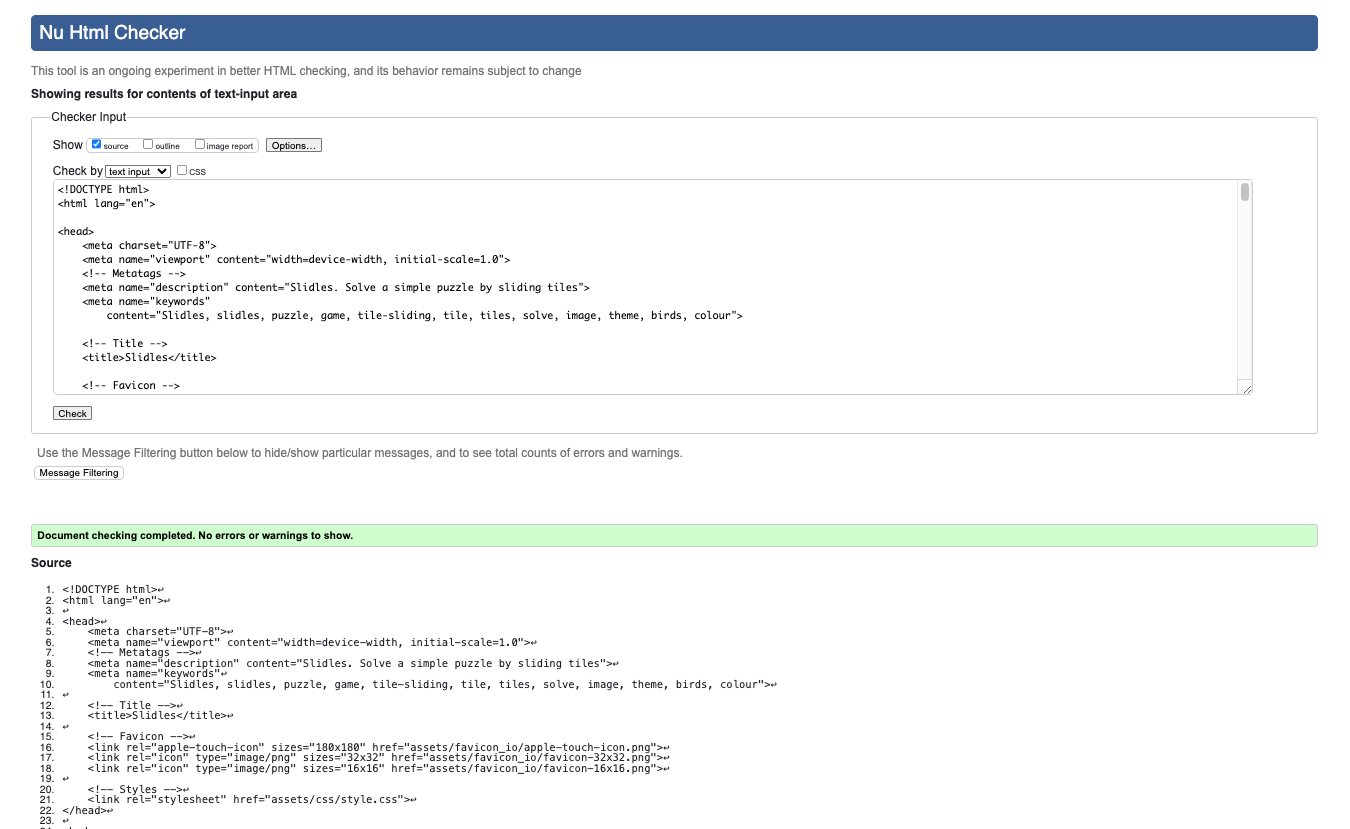 Nu Html Checker
This tool is an ongoing experiment in better HTML checking, and its behavior remains subject to change
Showing results for contents of text-input area
Checker Input
Show source outline image report Options...
Check by text input css
<!DOCTYPE html>
<html lang="en">
<head>
<meta charset="UTF-8">
<meta name="viewport" content="width=device-width, initial-scale=1.0">
<!-- Metatags -->
<meta name="description" content="Slidles. Solve a simple puzzle by sliding tiles">
<meta name="keywords"
content="Slidles, slidles, puzzle, game, tile-sliding, tile, tiles, solve, image, theme, birds, colour">
<!-- Title -->
<title>Slidles</title>
<!-- Favicon -->
Check
Use the Message Filtering button below to hide/show particular messages, and to see total counts of errors and warnings.
Message Filtering
Document checking completed. No errors or warnings to show.
Source
1. <!DOCTYPE html>↩
2. <html lang="en">↩
3. ↩
4. <head>↩
5. <meta charset="UTF-8">↩
6. <meta name="viewport" content="width=device-width, initial-scale=1.0">↩
7. <!-- Metatags -->↩
8. <meta name="description" content="Slidles. Solve a simple puzzle by sliding tiles">↩
9. <meta name="keywords"↩
10. content="Slidles, slidles, puzzle, game, tile-sliding, tile, tiles, solve, image, theme, birds, colour">↩
11. ↩
12. <!-- Title -->↩
13. <title>Slidles</title>↩
14. ↩
15. <!-- Favicon -->↩
16. <link rel="apple-touch-icon" sizes="180x180" href="assets/favicon_io/apple-touch-icon.png">↩
17. <link rel="icon" type="image/png" sizes="32x32" href="assets/favicon_io/favicon-32x32.png">↩
18. <link rel="icon" type="image/png" sizes="16x16" href="assets/favicon_io/favicon-16x16.png">↩
19. ↩
20. <!-- Styles -->↩
21. <link rel="stylesheet" href="assets/css/style.css">↩
22. </head>↩
23. ↩